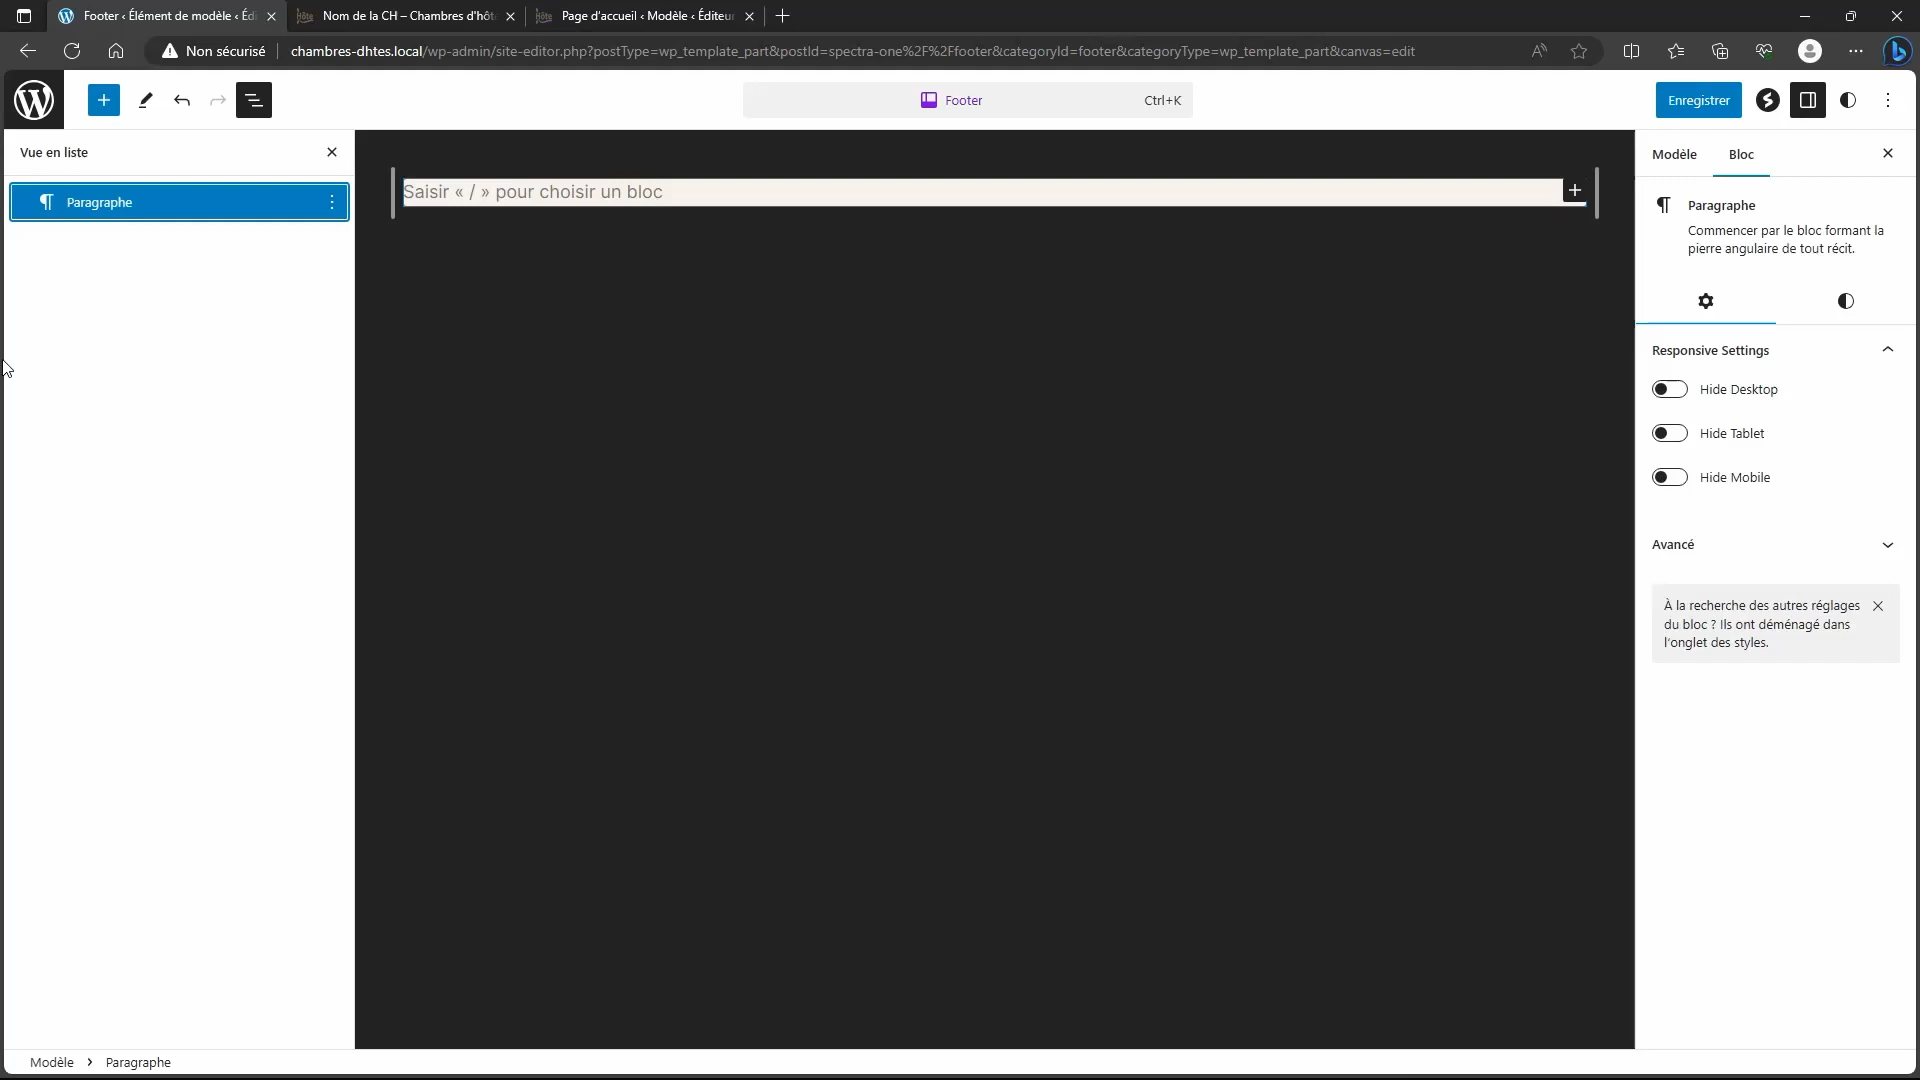 Footer ‹ Élément de modèle ‹ Édi
Nom de la CH – Chambres d'hôt
Page d'accueil ‹ Modèle ‹ Éditeur
Non sécurisé
chambres-dhtes.local/wp-admin/site-editor.php?postType=wp_template_part&postId=spectra-one%2F%2Ffooter&categoryId=footer&categoryType=wp_template_part&canvas=edit
Footer
Ctrl+K
Enregistrer
Vue en liste
Paragraphe
Saisir « / » pour choisir un bloc
Modèle
Bloc
Paragraphe
Commencer par le bloc formant la
pierre angulaire de tout récit.
Responsive Settings
Hide Desktop
Hide Tablet
Hide Mobile
Avancé
À la recherche des autres réglages
du bloc ? Ils ont déménagé dans
l'onglet des styles.
Modèle › Paragraphe